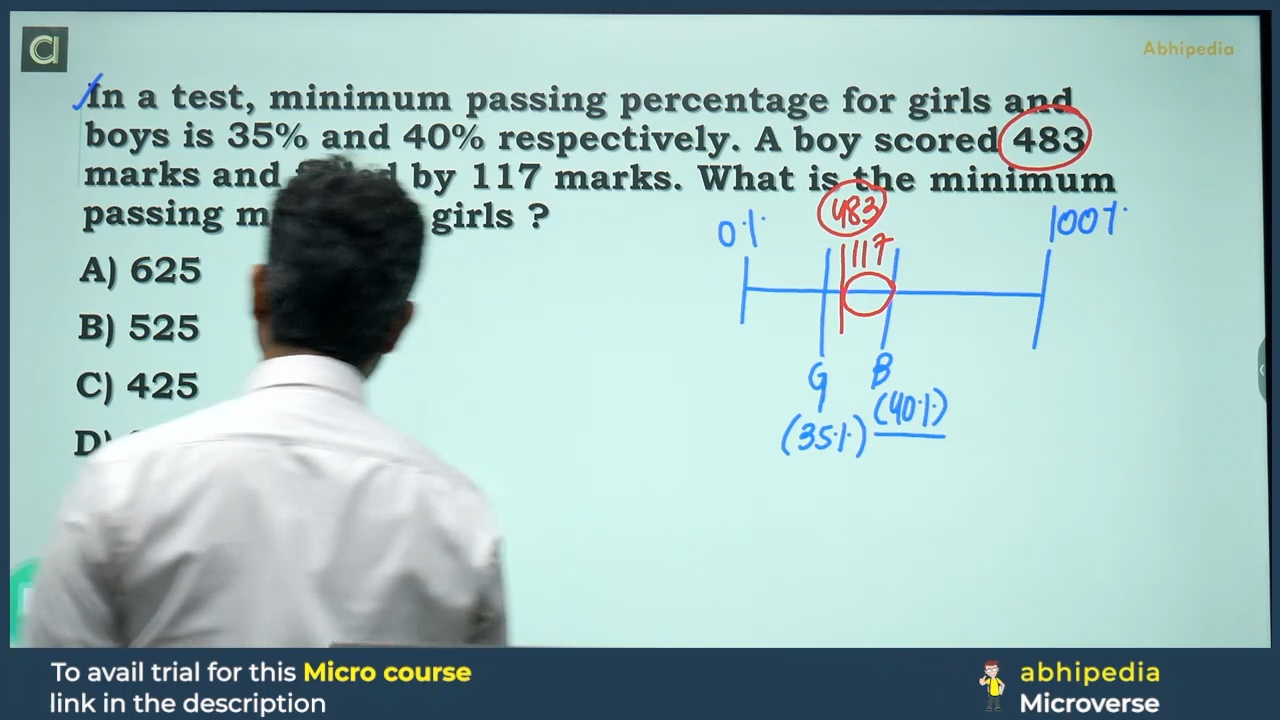 Abhipedia
In a test, minimum passing percentage for girls and
boys is 35% and 40% respectively. A boy scored 483
marks and by 117 marks. What is the minimum
passing girls ?
A) 625
B) 525
C) 425
D)
0% 483 100%
117
G B
(35%) (40%)
To avail trial for this Micro course
link in the description
abhipedia
Microverse